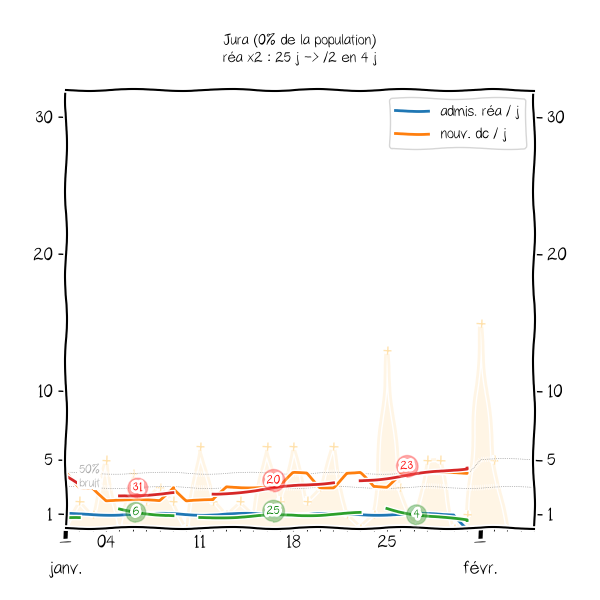 Jura (0% de la population)
réa x2 : 25 j -> /2 en 4 j
admis. réa / j
nouv. dc / j
30 30
20 20
10 10
5 5
50%
bruit
1 1
31 20 23
6 25 4
04 11 18 25
janv. févr.